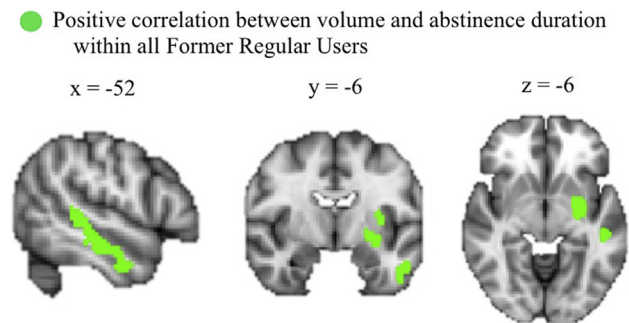 Positive correlation between volume and abstinence duration
within all Former Regular Users
x = -52 y = -6 z = -6